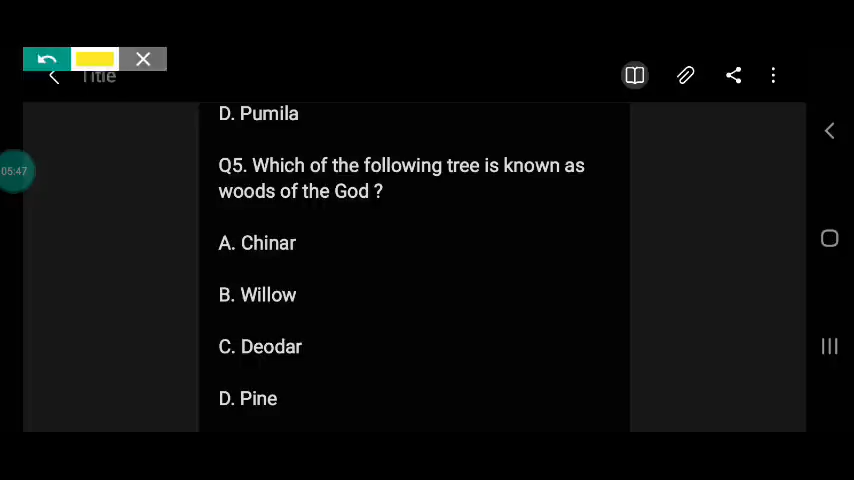 Title
D. Pumila
05:47
Q5. Which of the following tree is known as
woods of the God ?
A. Chinar
B. Willow
C. Deodar
D. Pine